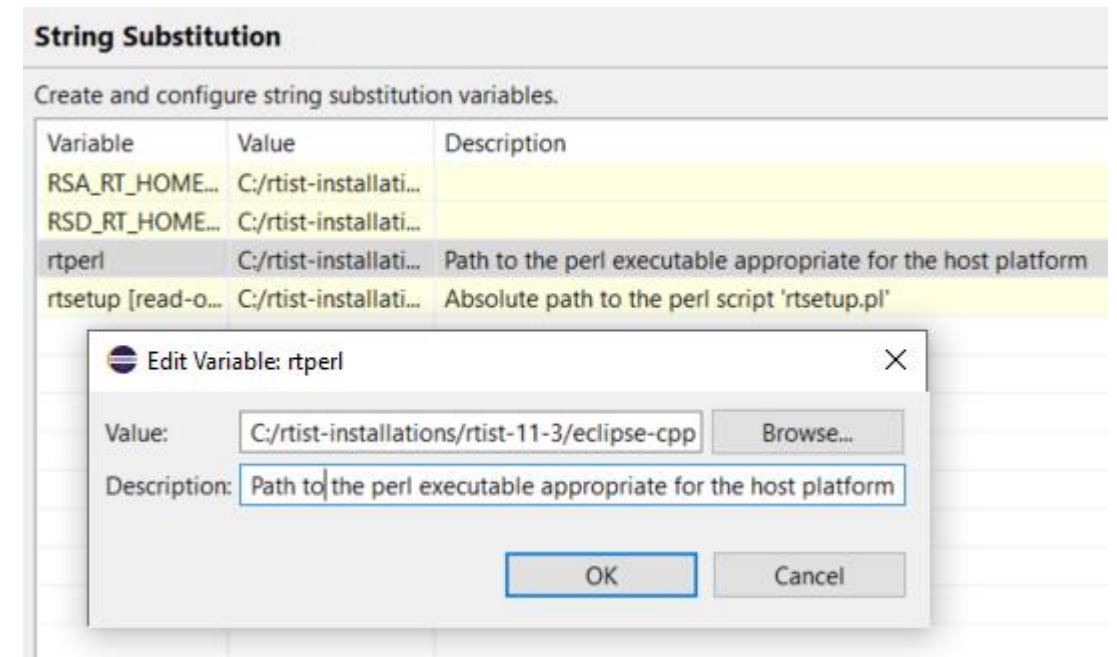 String Substitution
Create and configure string substitution variables.
Variable Value Description
RSA_RT_HOME... C:/rtist-installati...
RSD_RT_HOME... C:/rtist-installati...
rtperl C:/rtist-installati... Path to the perl executable appropriate for the host platform
rtsetup [read-o... C:/rtist-installati... Absolute path to the perl script 'rtsetup.pl'
Edit Variable: rtperl
Value: C:/rtist-installations/rtist-11-3/eclipse-cpp Browse...
Description: Path to the perl executable appropriate for the host platform
OK Cancel